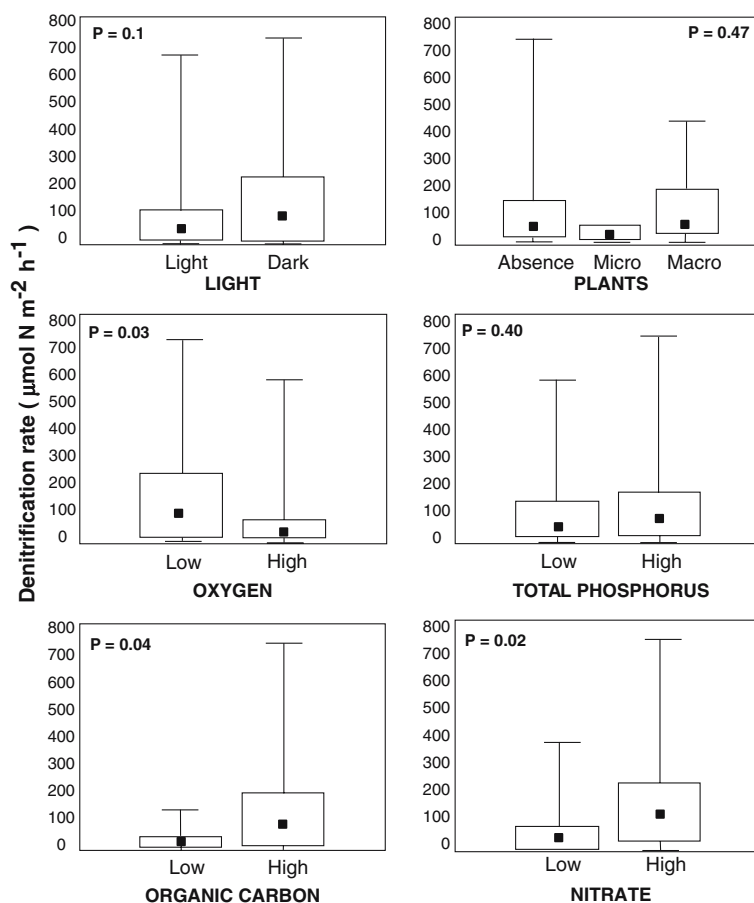 Denitrification rate ( μmol N m-2 h-1)
800
700
600
500
400
300
200
100
0
P = 0.1
Light Dark
LIGHT
800
700
600
500
400
300
200
100
0
P = 0.47
Absence Micro Macro
PLANTS
800
700
600
500
400
300
200
100
0
P = 0.03
Low High
OXYGEN
800
700
600
500
400
300
200
100
0
P = 0.40
Low High
TOTAL PHOSPHORUS
800
700
600
500
400
300
200
100
0
P = 0.04
Low High
ORGANIC CARBON
800
700
600
500
400
300
200
100
0
P = 0.02
Low High
NITRATE